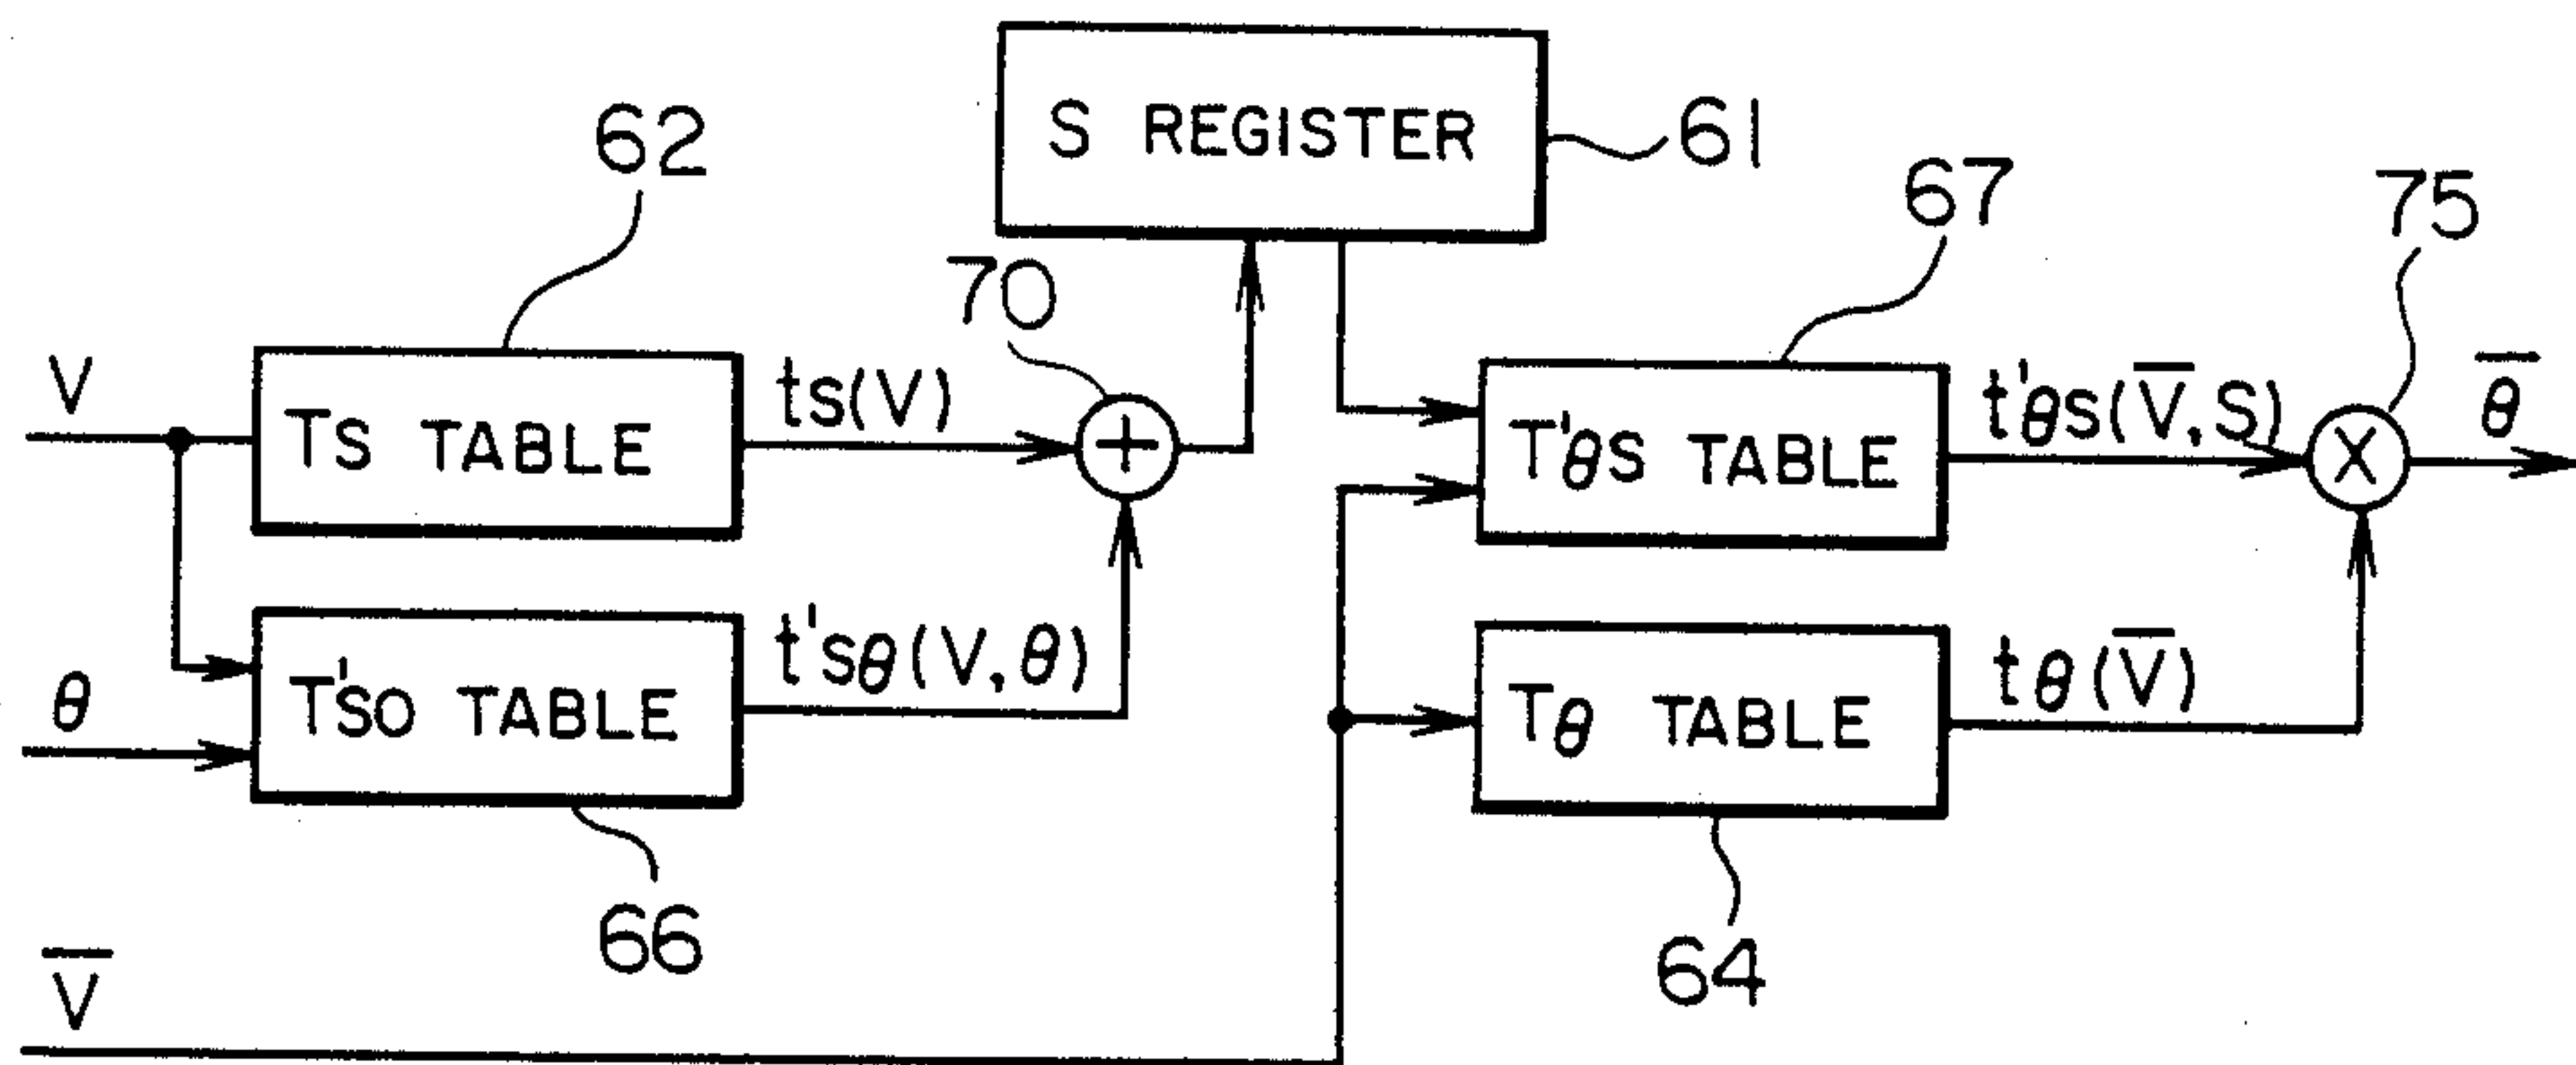 S REGISTER
61
62
67
75
70
V
TS TABLE
tS(V)
T'θS TABLE
t'θS(V̅,S)
θ̅
+
X
θ
T'SO TABLE
t'Sθ(V,θ)
Tθ TABLE
tθ(V̅)
66
64
V̅